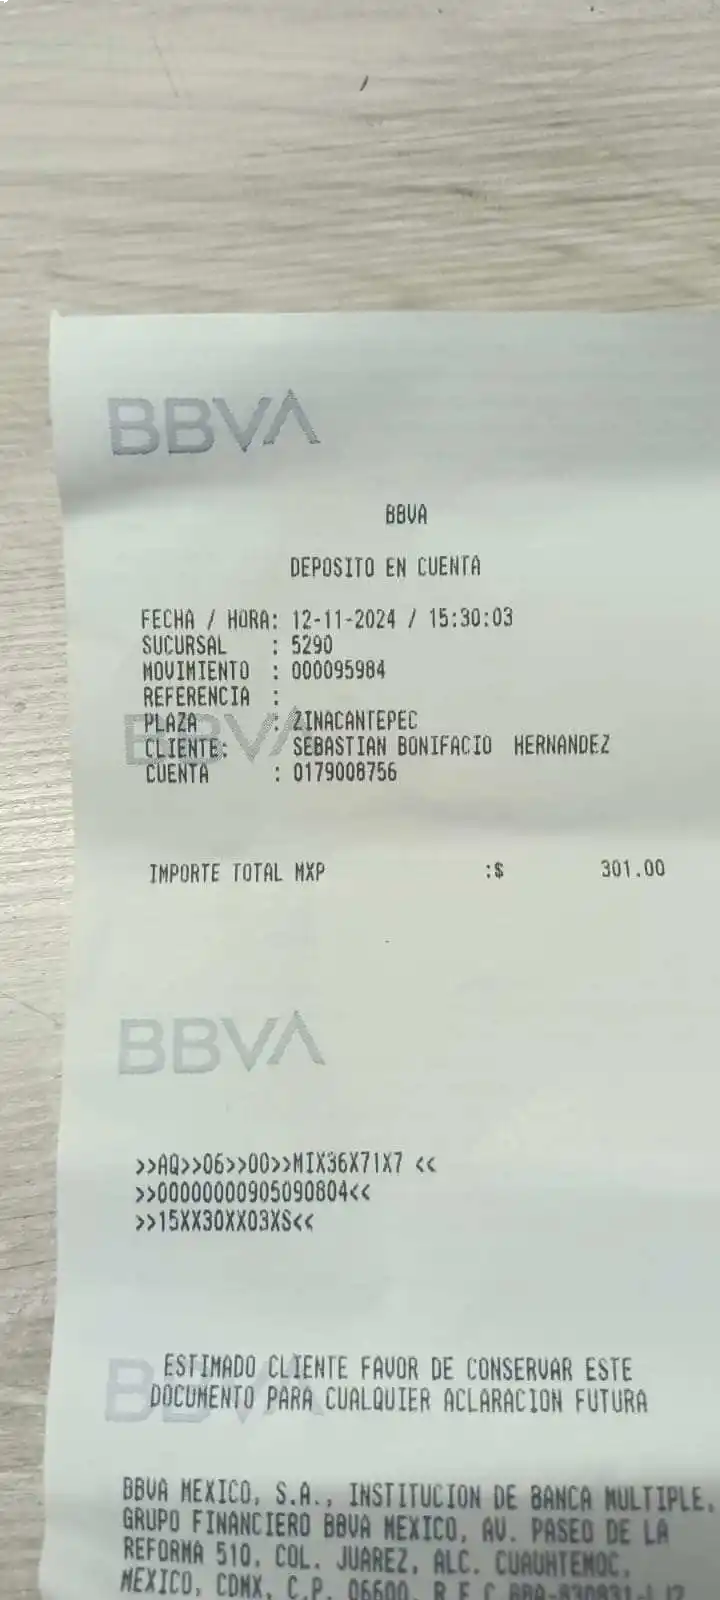 BBVA
BBVA
DEPOSITO EN CUENTA
FECHA / HORA: 12-11-2024 / 15:30:03
SUCURSAL : 5290
MOVIMIENTO : 000095984
REFERENCIA :
PLAZA : ZINACANTEPEC
BBVA
CLIENTE: SEBASTIAN BONIFACIO HERNANDEZ
CUENTA : 0179008756
IMPORTE TOTAL MXP :$ 301.00
BBVA
>>AQ>>06>>00>>MIX36X71X7 <<
>>00000000905090804<<
>>15XX30XX03XS<<
ESTIMADO CLIENTE FAVOR DE CONSERVAR ESTE
BBVA
DOCUMENTO PARA CUALQUIER ACLARACION FUTURA
BBVA MEXICO, S.A., INSTITUCION DE BANCA MULTIPLE,
GRUPO FINANCIERO BBVA MEXICO, AV. PASEO DE LA
REFORMA 510, COL. JUAREZ, ALC. CUAUHTEMOC,
MEXICO, CDMX, C.P. 06600, R F C